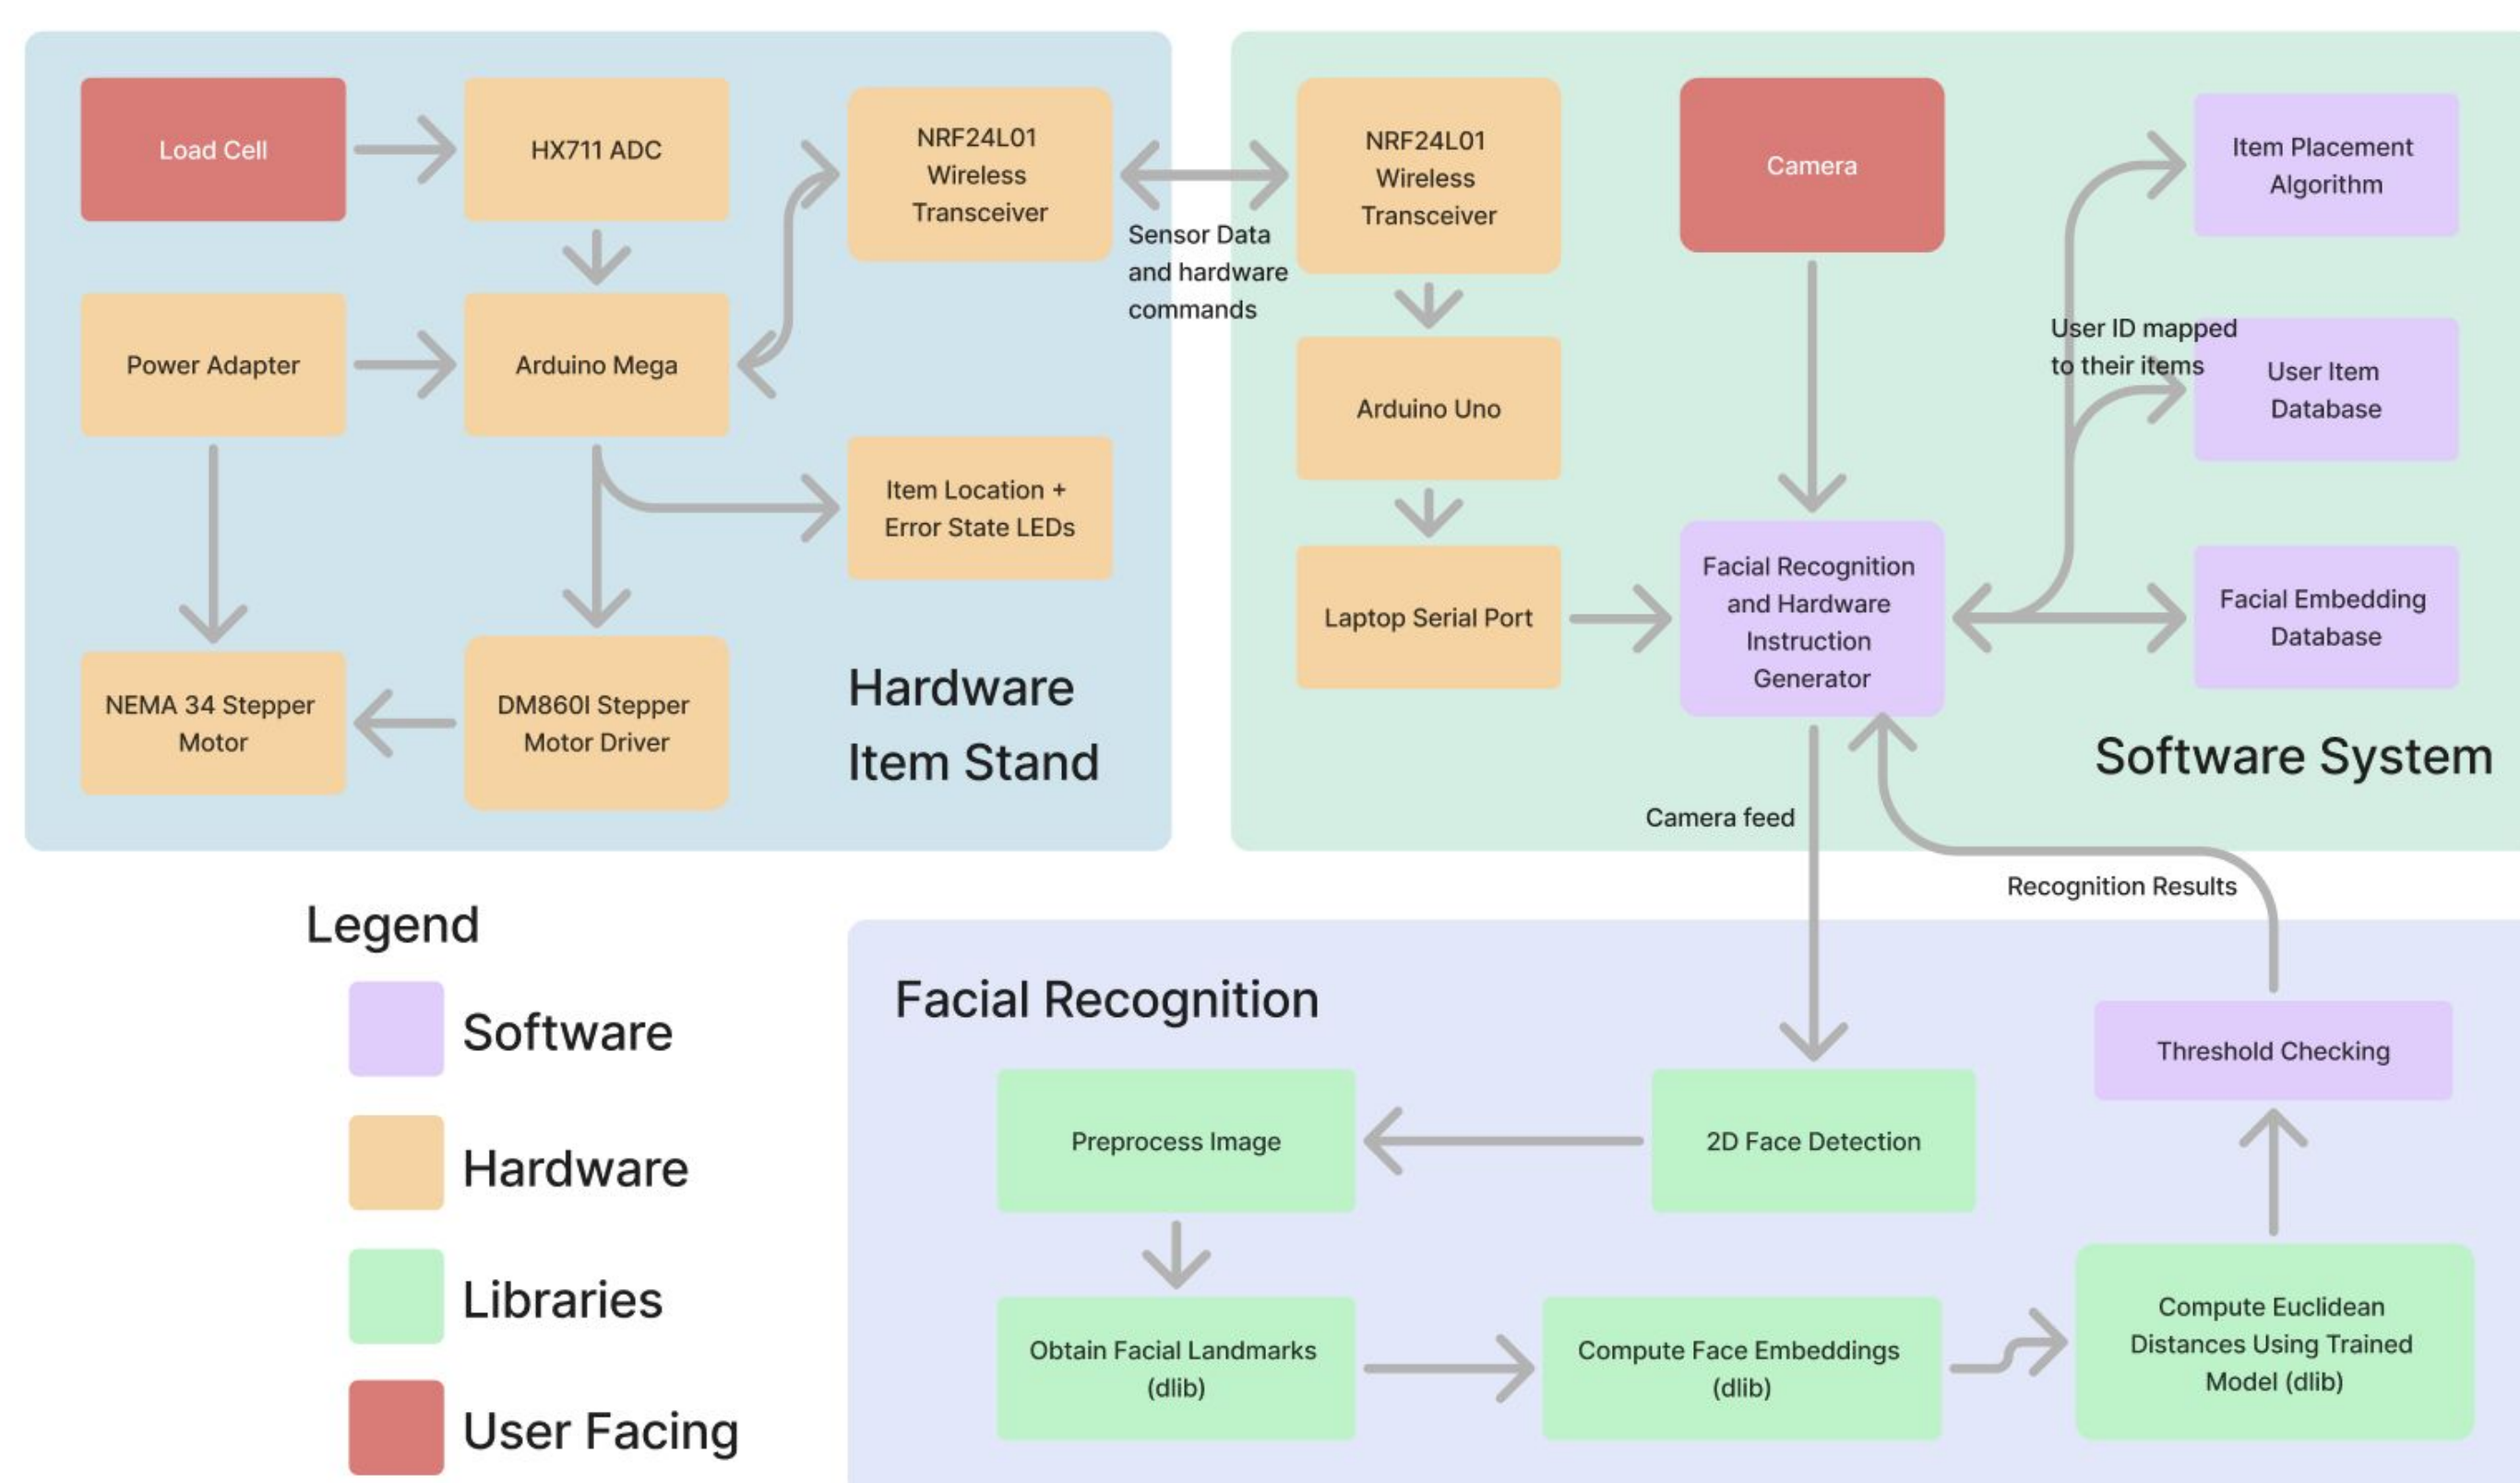 Load Cell
HX711 ADC
NRF24L01
Wireless
Transceiver
Power Adapter
Arduino Mega
Item Location +
Error State LEDs
NEMA 34 Stepper
Motor
DM860I Stepper
Motor Driver
Hardware
Item Stand
Sensor Data
and hardware
commands
NRF24L01
Wireless
Transceiver
Camera
Item Placement
Algorithm
Arduino Uno
User ID mapped
to their items
User Item
Database
Laptop Serial Port
Facial Recognition
and Hardware
Instruction
Generator
Facial Embedding
Database
Software System
Camera feed
Recognition Results
Legend
Software
Hardware
Libraries
User Facing
Facial Recognition
Threshold Checking
Preprocess Image
2D Face Detection
Obtain Facial Landmarks
(dlib)
Compute Face Embeddings
(dlib)
Compute Euclidean
Distances Using Trained
Model (dlib)